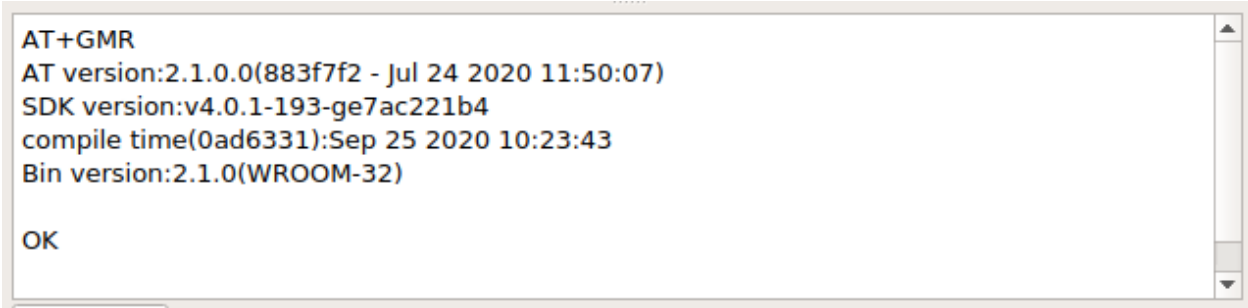 AT+GMR
AT version:2.1.0.0(883f7f2 - Jul 24 2020 11:50:07)
SDK version:v4.0.1-193-ge7ac221b4
compile time(0ad6331):Sep 25 2020 10:23:43
Bin version:2.1.0(WROOM-32)
OK